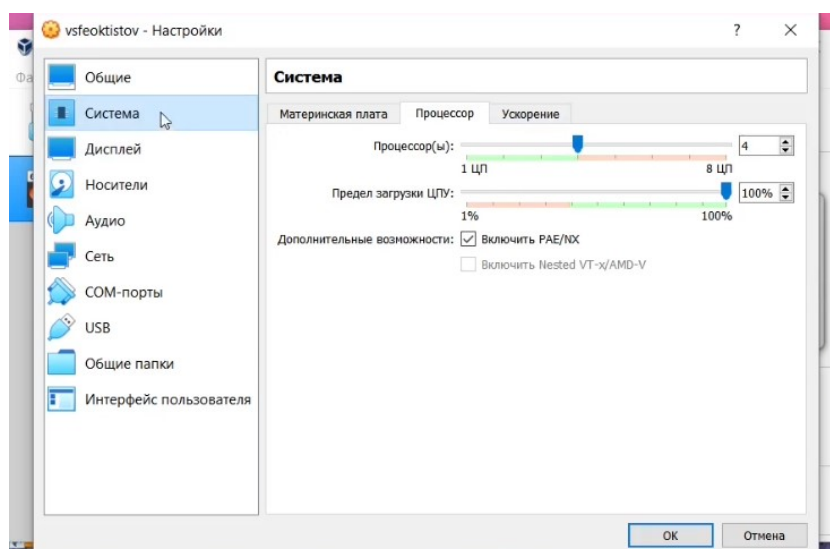 vsfeoktistov - Настройки
?
Фа
Общие
Система
Дисплей
Носители
Аудио
Сеть
COM-порты
USB
Общие папки
Интерфейс пользователя
Система
Материнская плата Процессор Ускорение
Процессор(ы): 4
1 ЦП 8 ЦП
Предел загрузки ЦПУ: 100%
1% 100%
Дополнительные возможности: Включить PAE/NX
Включить Nested VT-x/AMD-V
ОК Отмена